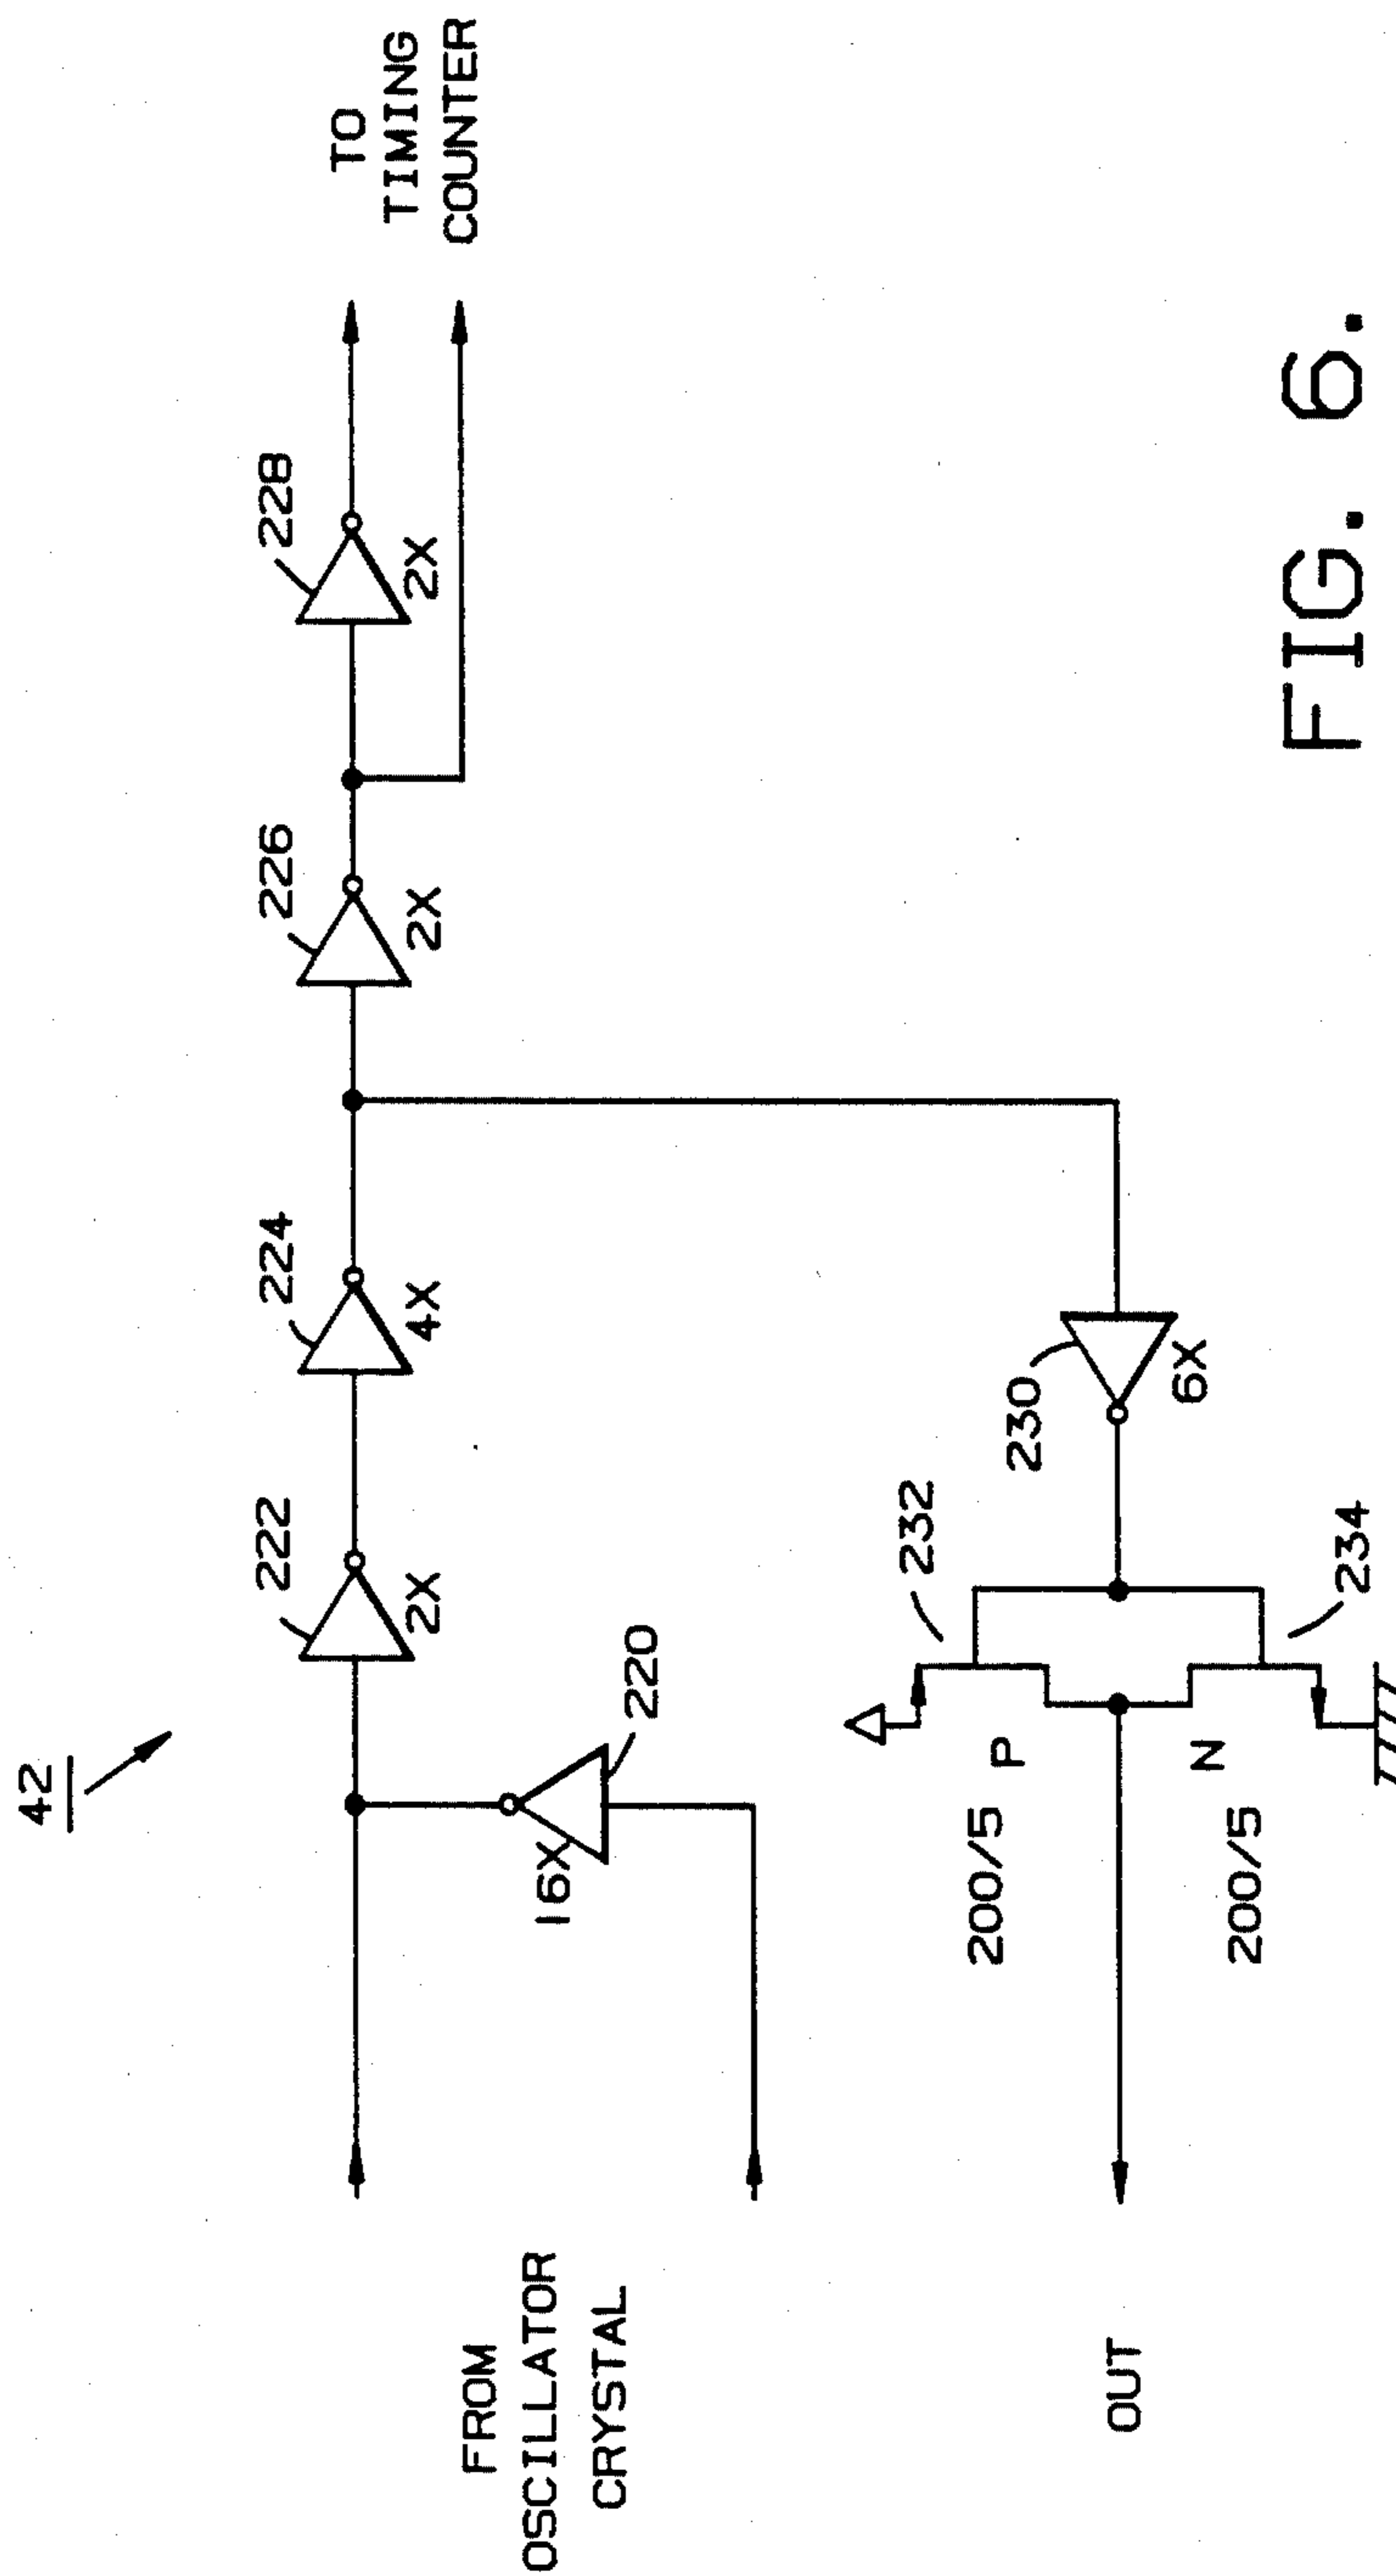 42
222
2X
224
4X
226
2X
228
2X
TO
TIMING
COUNTER
16X
220
FROM
OSCILLATOR
CRYSTAL
232
230
6X
200/5
P
N
200/5
234
OUT
FIG. 6.